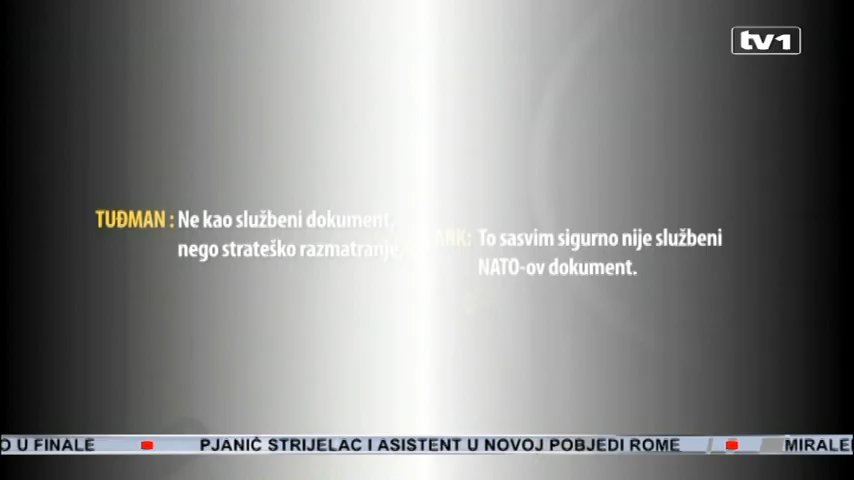 tv1
TUĐMAN : Ne kao službeni dokument,
nego strateško razmatranje,
ARK: To sasvim sigurno nije službeni
NATO-ov dokument.
O U FINALE PJANIĆ STRIJELAC I ASISTENT U NOVOJ POBJEDI ROME MIRALE